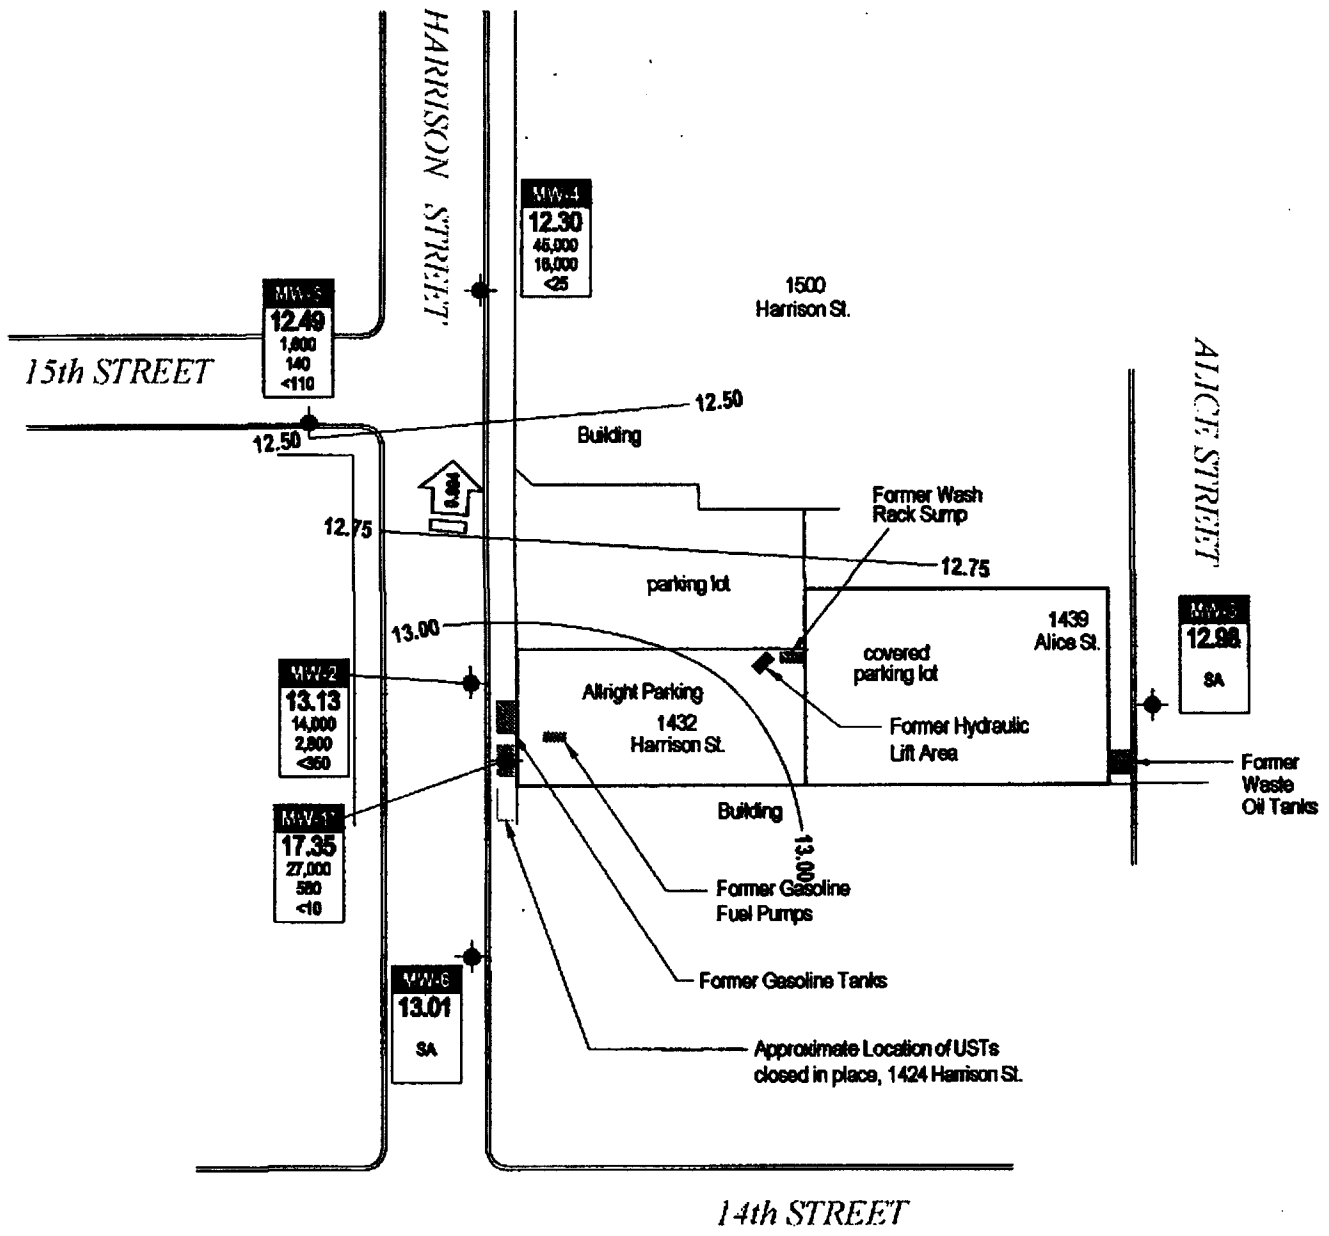 HARRISON STREET
MW-4
12.30
45,000
16,000
<25
1500
Harrison St.
12.49
1,600
140
<110
15th STREET
ALICE STREET
12.50
12.50
Building
Former Wash
Rack Sump
12.75
12.75
parking lot
13.00
1439
Alice St.
covered
parking lot
12.98
SA
MW-2
13.13
14,000
2,800
<350
Allright Parking
1432
Harrison St.
Former Hydraulic
Lift Area
Former
Waste
Oil Tanks
MW-1
17.35
27,000
580
<10
Building
13.00
Former Gasoline
Fuel Pumps
MW-6
13.01
SA
Former Gasoline Tanks
Approximate Location of USTs
closed in place, 1424 Harrison St.
14th STREET